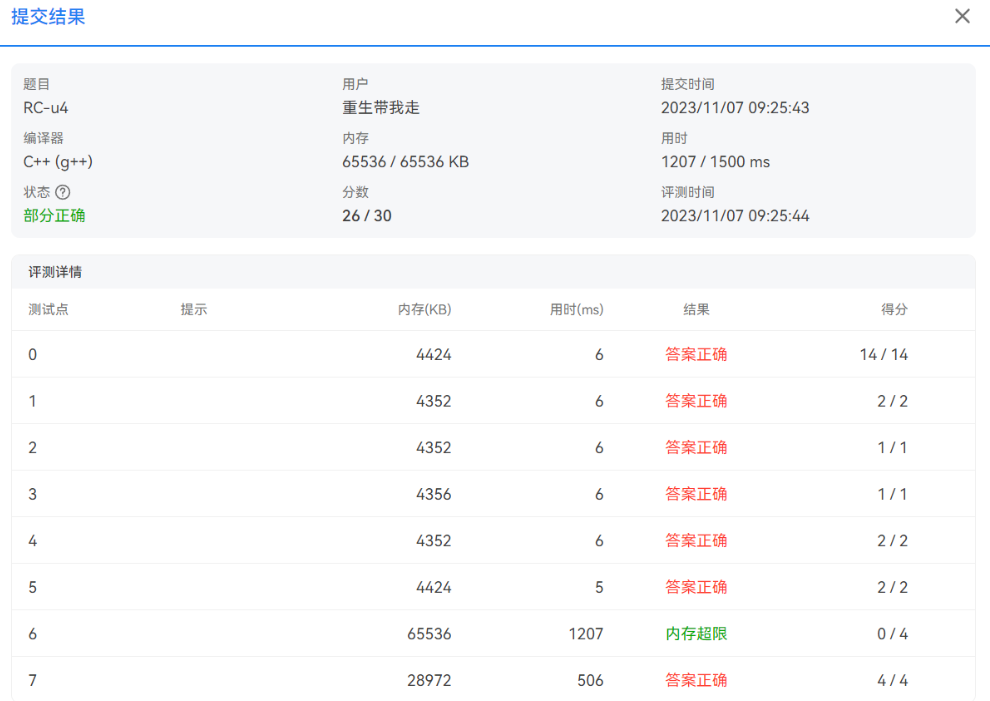 提交结果
题目 用户 提交时间
RC-u4 重生带我走 2023/11/07 09:25:43
编译器 内存 用时
C++ (g++) 65536 / 65536 KB 1207 / 1500 ms
状态 ? 分数 评测时间
部分正确 26 / 30 2023/11/07 09:25:44
评测详情
测试点 提示 内存(KB) 用时(ms) 结果 得分
0 4424 6 答案正确 14 / 14
1 4352 6 答案正确 2 / 2
2 4352 6 答案正确 1 / 1
3 4356 6 答案正确 1 / 1
4 4352 6 答案正确 2 / 2
5 4424 5 答案正确 2 / 2
6 65536 1207 内存超限 0 / 4
7 28972 506 答案正确 4 / 4